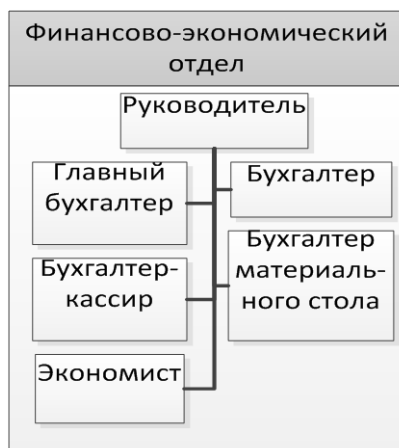 Финансово-экономический
отдел
Руководитель
Главный
бухгалтер
Бухгалтер
Бухгалтер-
кассир
Бухгалтер
материаль-
ного стола
Экономист